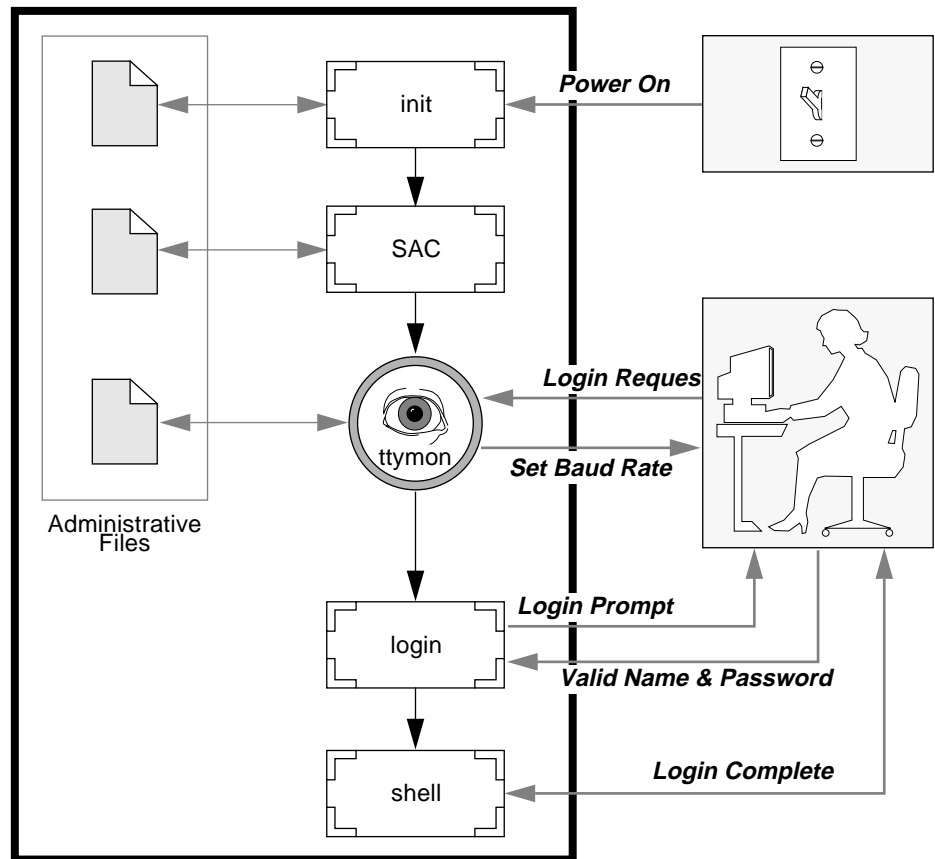 Power On
init
SAC
Login Reques
ttymon
Set Baud Rate
Administrative
Files
Login Prompt
login
Valid Name & Password
Login Complete
shell